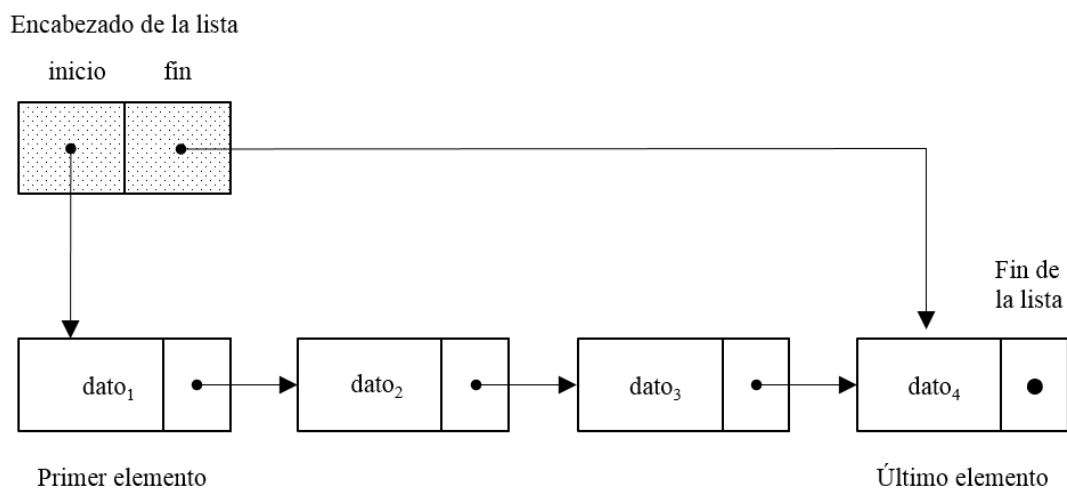 Encabezado de la lista
inicio fin
Fin de
la lista
dato₁ dato₂ dato₃ dato₄
Primer elemento Último elemento